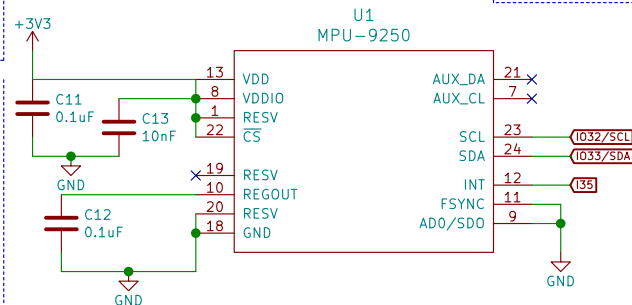 U1
MPU-9250
+3V3
C11
0.1uF
C13
10nF
GND
C12
0.1uF
GND
13 VDD
8 VDDIO
1 RESV
22 CS
19 RESV
10 REGOUT
20 RESV
18 GND
AUX_DA 21
AUX_CL 7
SCL 23 IO32/SCL
SDA 24 IO33/SDA
INT 12 I35
FSYNC 11
AD0/SDO 9
GND